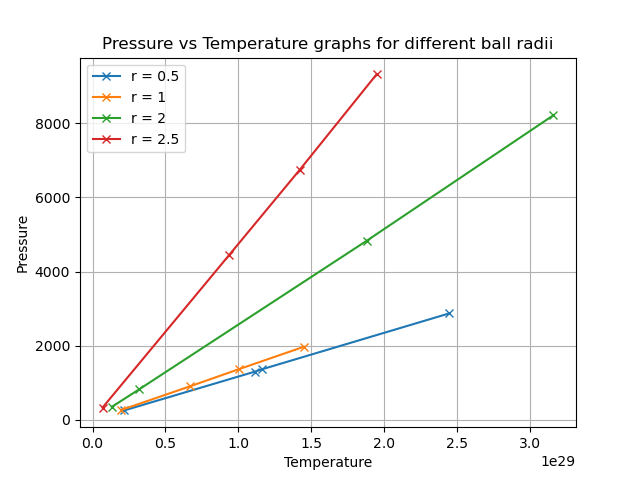 Pressure vs Temperature graphs for different ball radii
r = 0.5
r = 1
r = 2
r = 2.5
8000
6000
4000
2000
0
Pressure
0.0 0.5 1.0 1.5 2.0 2.5 3.0
1e29
Temperature